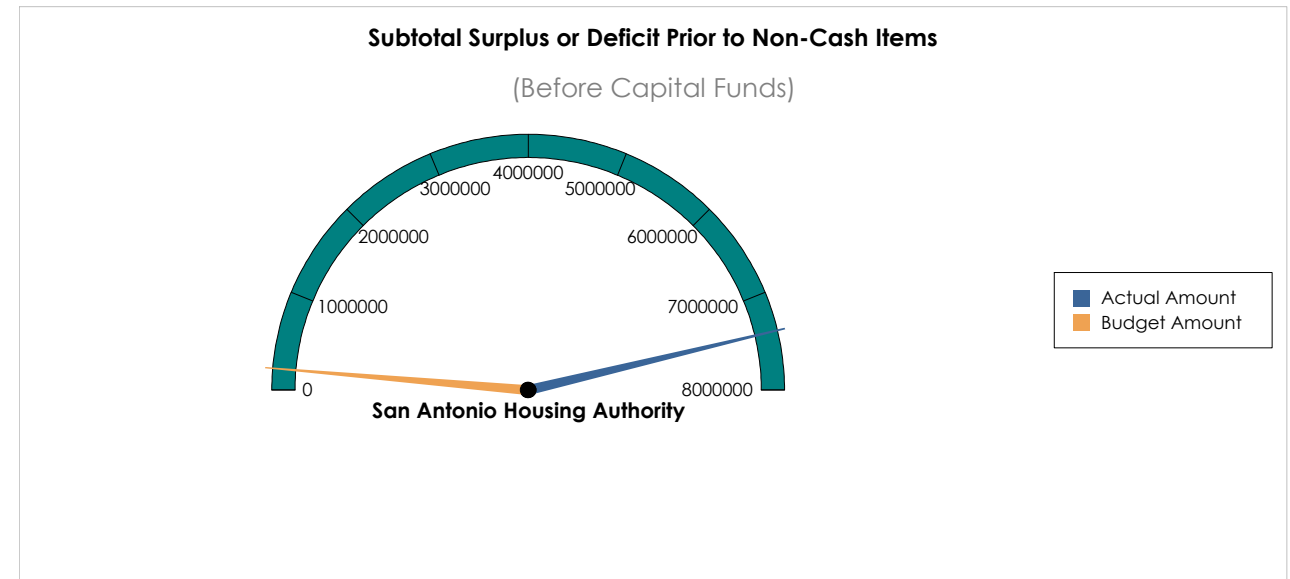 Subtotal Surplus or Deficit Prior to Non-Cash Items
(Before Capital Funds)
4000000
3000000
5000000
2000000
6000000
1000000
7000000
0
8000000
San Antonio Housing Authority
Actual Amount
Budget Amount